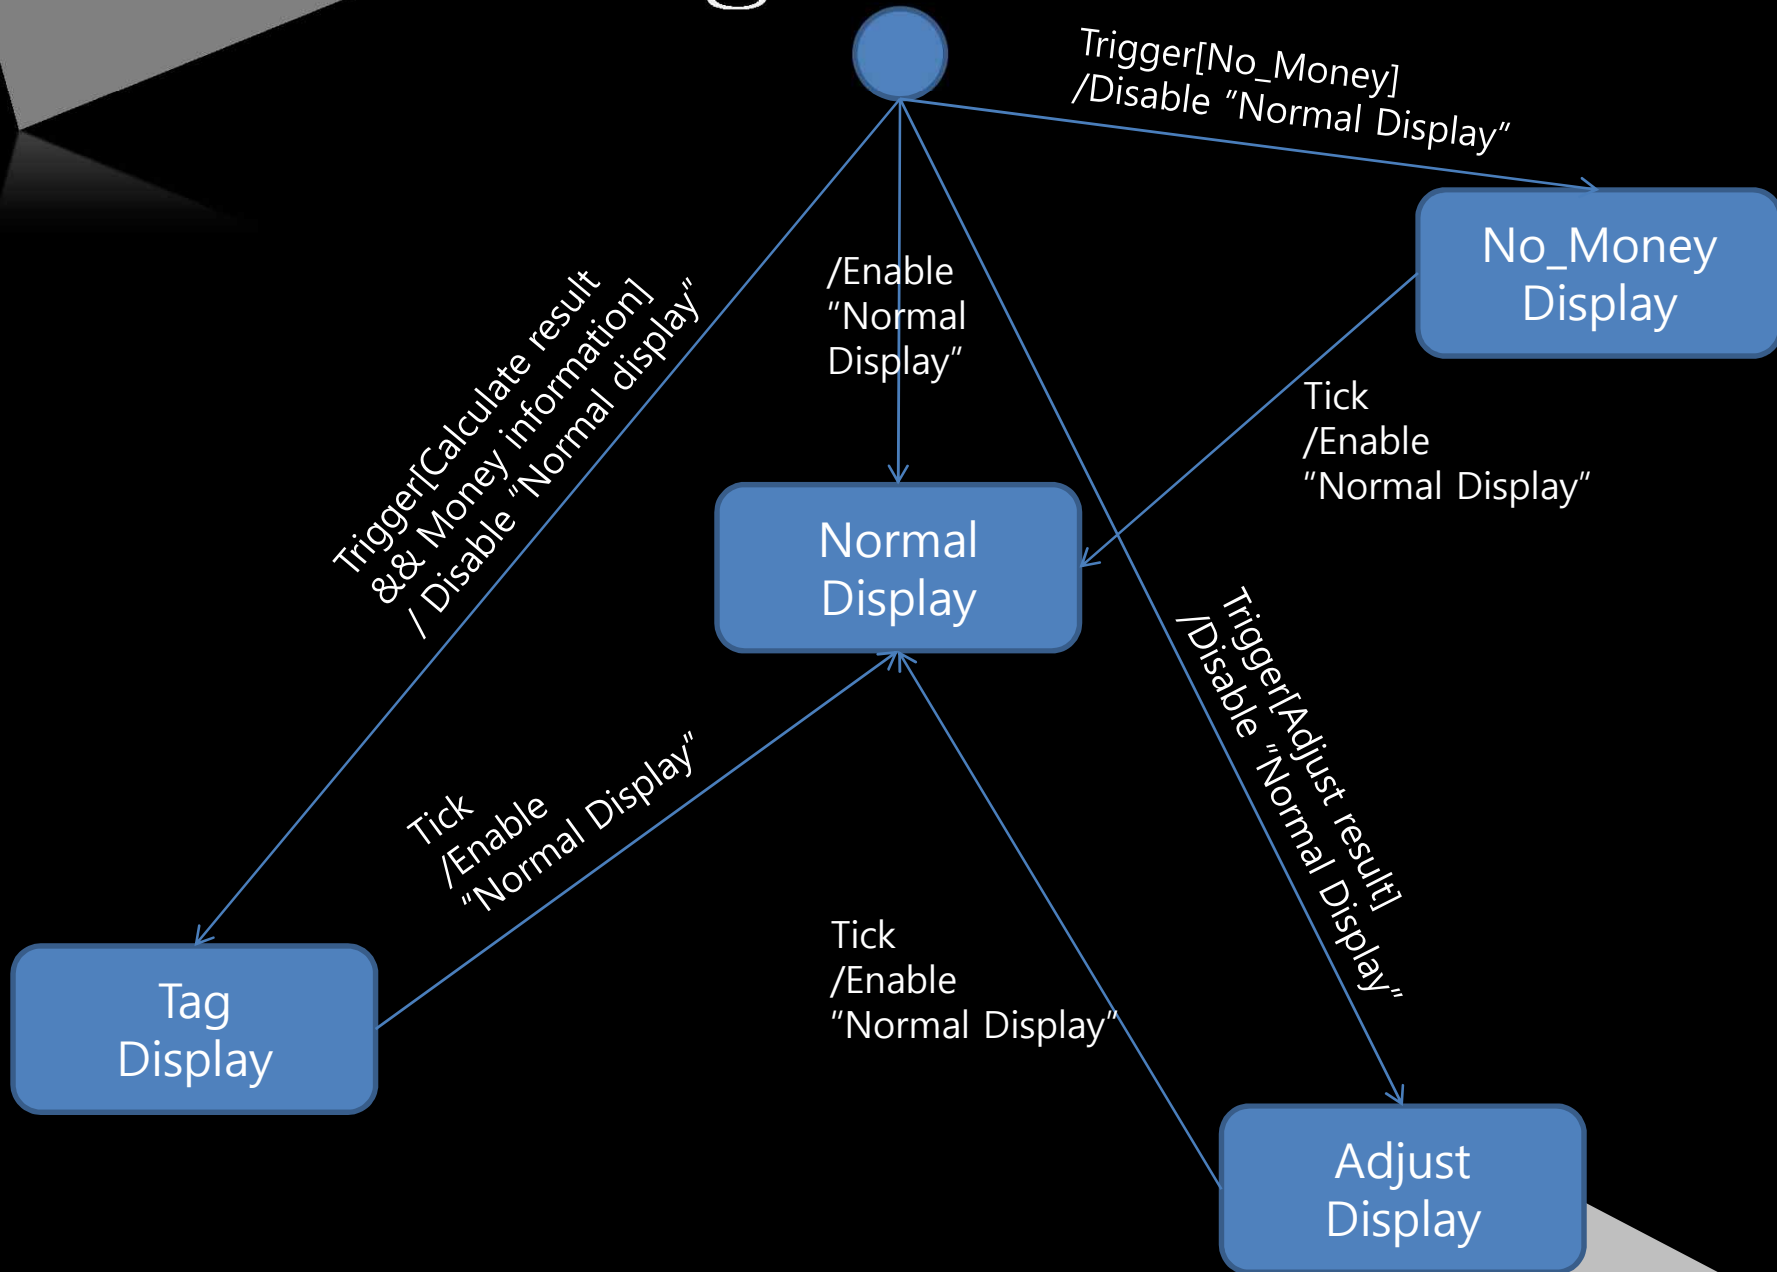 Trigger[No_Money]
/Disable “Normal Display”
No_Money
Display
/Enable
“Normal
Display”
Trigger[Calculate result
&& Money information]
/ Disable “Normal display”
Tick
/Enable
“Normal Display”
Normal
Display
Trigger[Adjust result]
/Disable “Normal Display”
Tick
/Enable
“Normal Display”
Tick
/Enable
“Normal Display”
Tag
Display
Adjust
Display